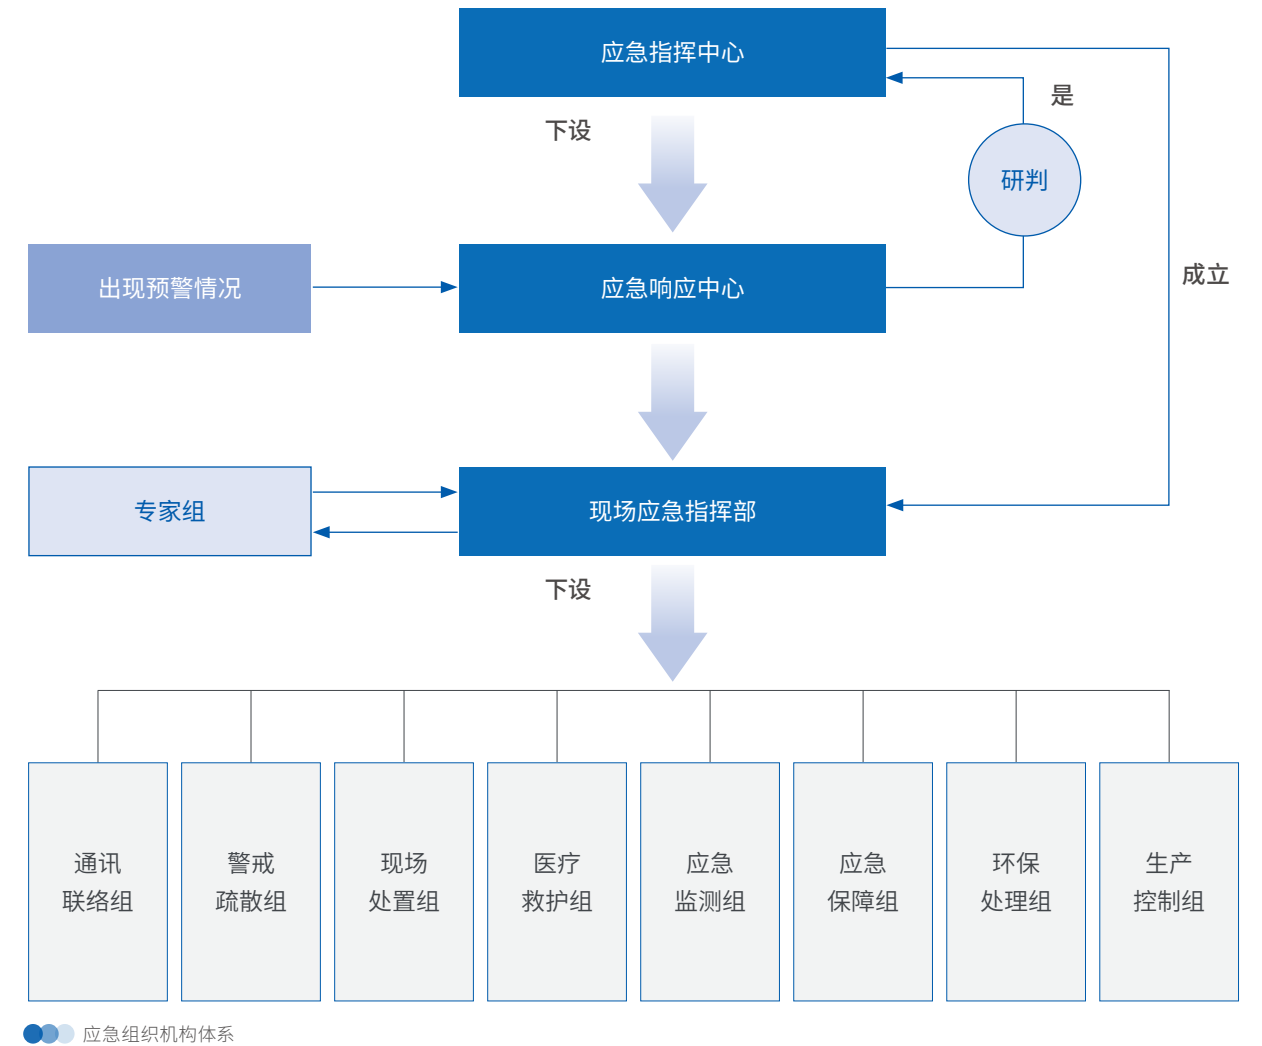 应急指挥中心
是
下设
研判
成立
出现预警情况
应急响应中心
专家组
现场应急指挥部
下设
通讯
联络组
警戒
疏散组
现场
处置组
医疗
救护组
应急
监测组
应急
保障组
环保
处理组
生产
控制组
应急组织机构体系